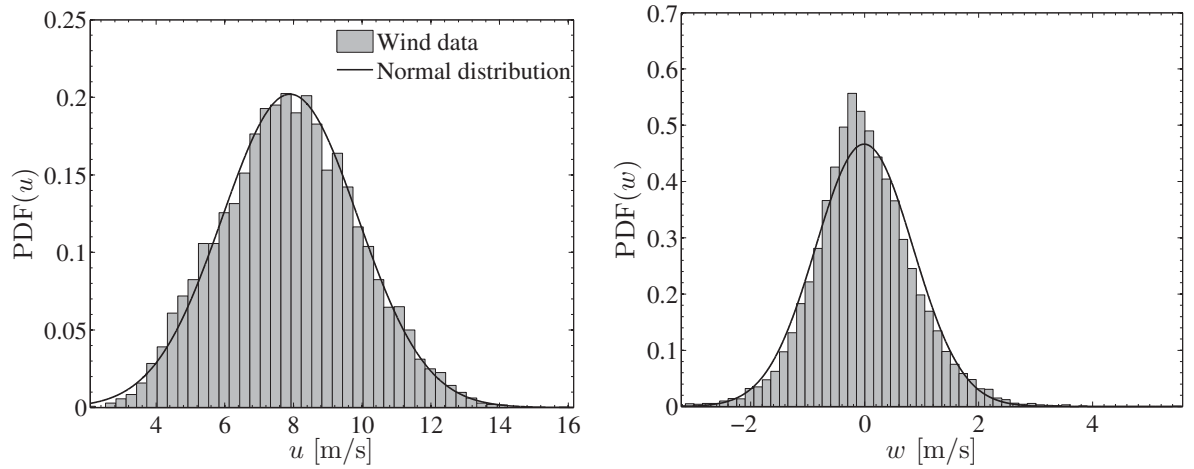 0.25
0.2
0.15
0.1
0.05
0
PDF(u)
Wind data
Normal distribution
4 6 8 10 12 14 16
u [m/s]
0.7
0.6
0.5
0.4
0.3
0.2
0.1
0
PDF(w)
−2 0 2 4
w [m/s]